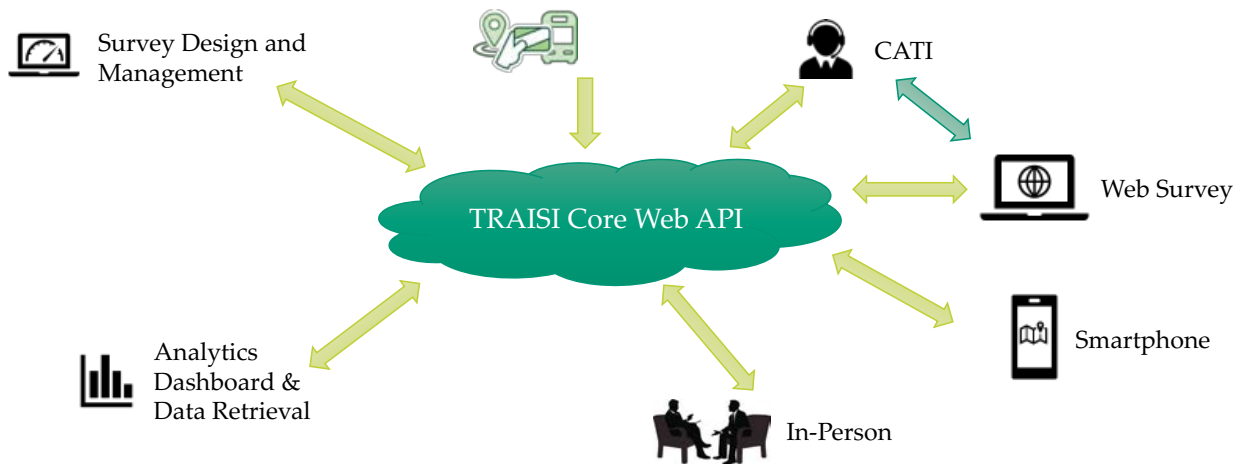 Survey Design and
Management
CATI
TRAISI Core Web API
Web Survey
Smartphone
Analytics
Dashboard &
Data Retrieval
In-Person